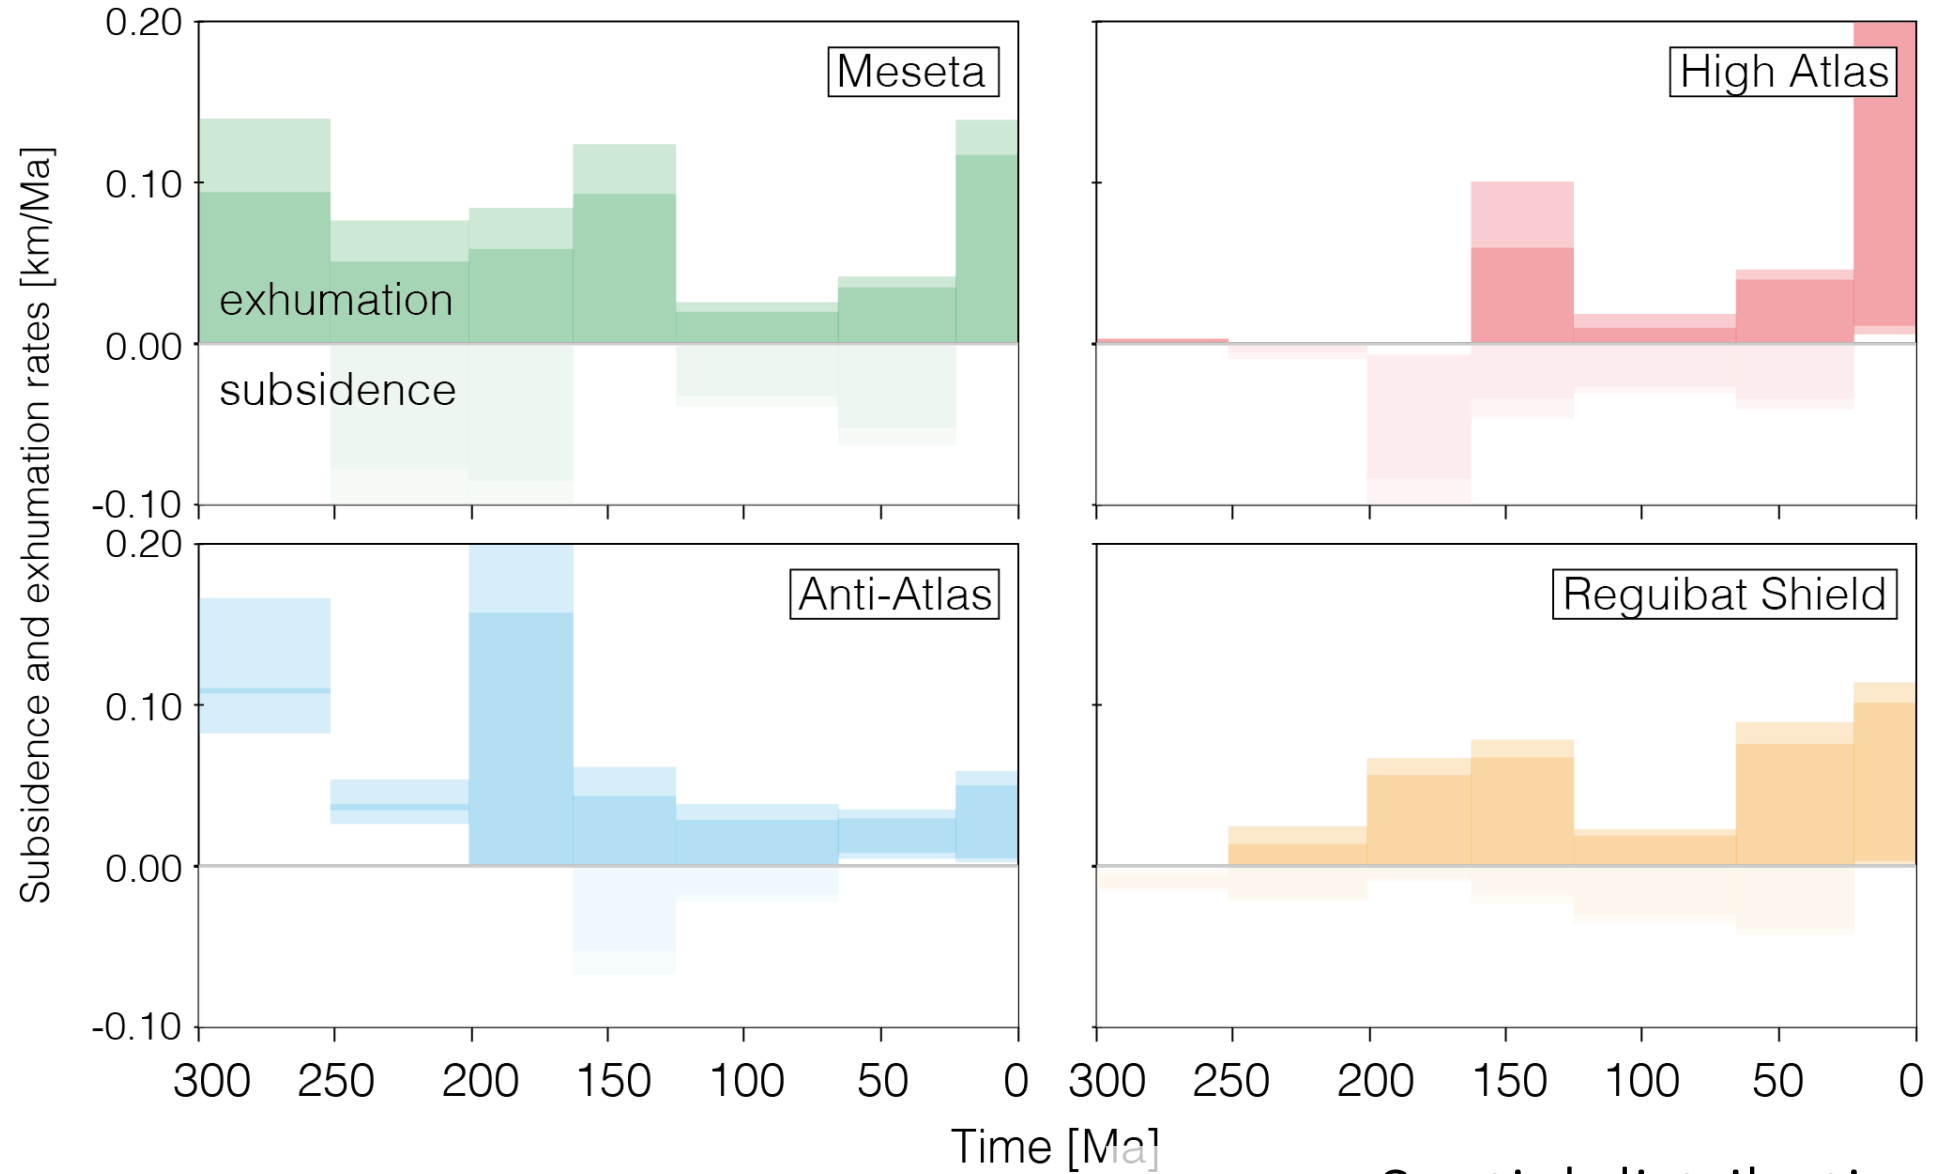 Subsidence and exhumation rates [km/Ma]
0.20
0.10
0.00
-0.10
Meseta
exhumation
subsidence
High Atlas
0.20
0.10
0.00
-0.10
Anti-Atlas
Reguibat Shield
300 250 200 150 100 50 0
300 250 200 150 100 50 0
Time [Ma]